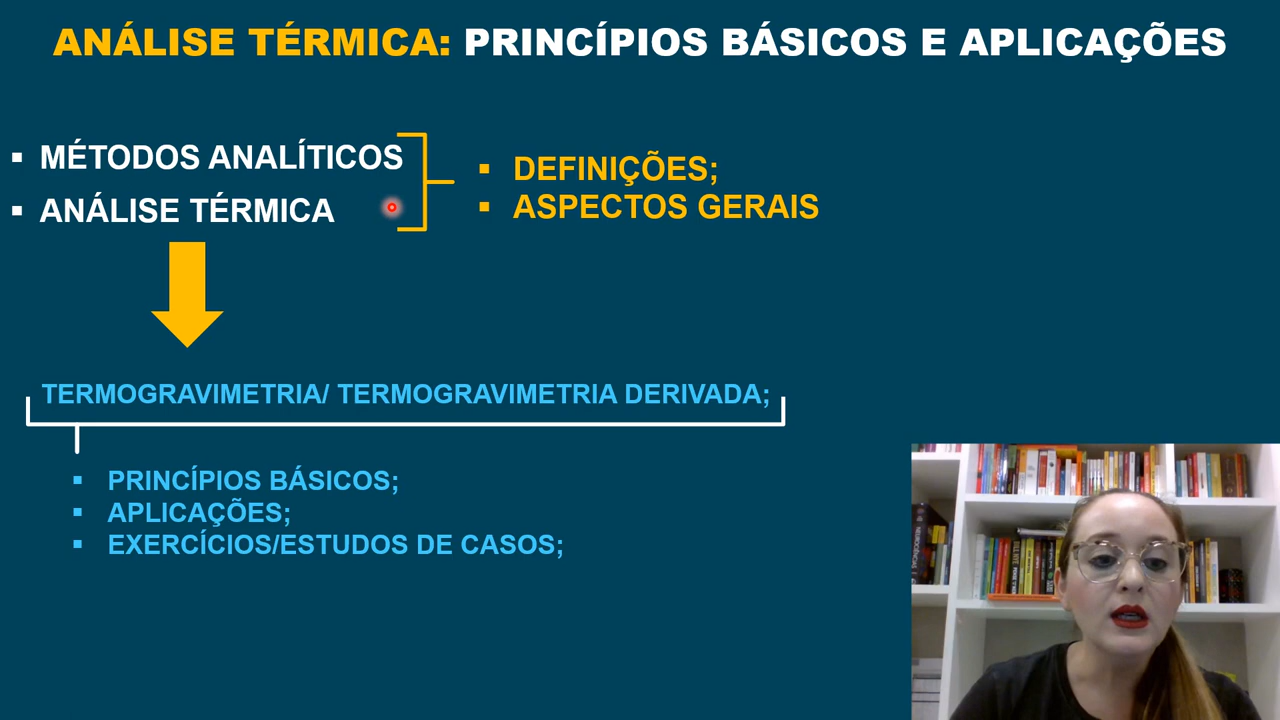 ANÁLISE TÉRMICA: PRINCÍPIOS BÁSICOS E APLICAÇÕES
▪ MÉTODOS ANALÍTICOS
▪ ANÁLISE TÉRMICA
▪ DEFINIÇÕES;
▪ ASPECTOS GERAIS
TERMOGRAVIMETRIA/ TERMOGRAVIMETRIA DERIVADA;
▪ PRINCÍPIOS BÁSICOS;
▪ APLICAÇÕES;
▪ EXERCÍCIOS/ESTUDOS DE CASOS;